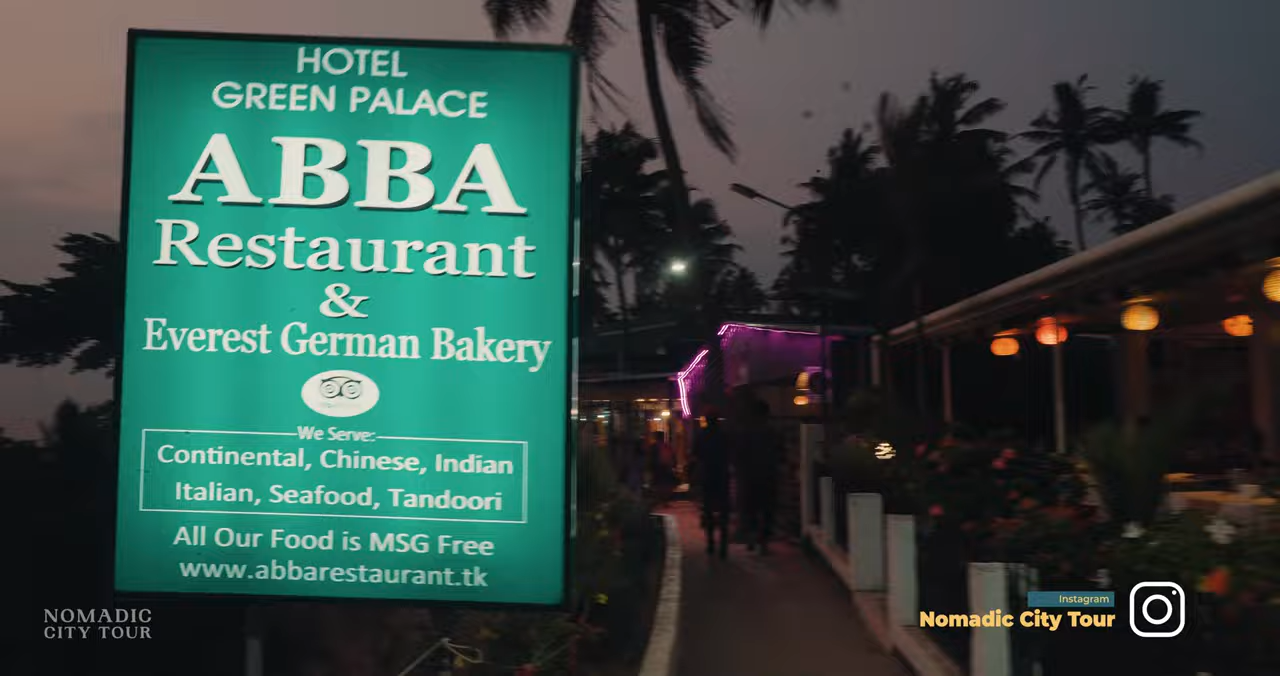 HOTEL
GREEN PALACE
ABBA
Restaurant
&
Everest German Bakery
We Serve:
Continental, Chinese, Indian
Italian, Seafood, Tandoori
All Our Food is MSG Free
www.abbarestaurant.tk
NOMADIC
CITY TOUR
Instagram
Nomadic City Tour